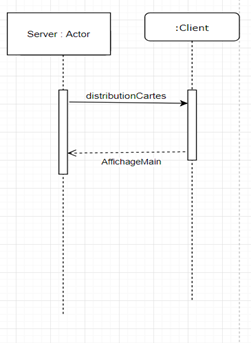 Server : Actor
:Client
distributionCartes
AffichageMain